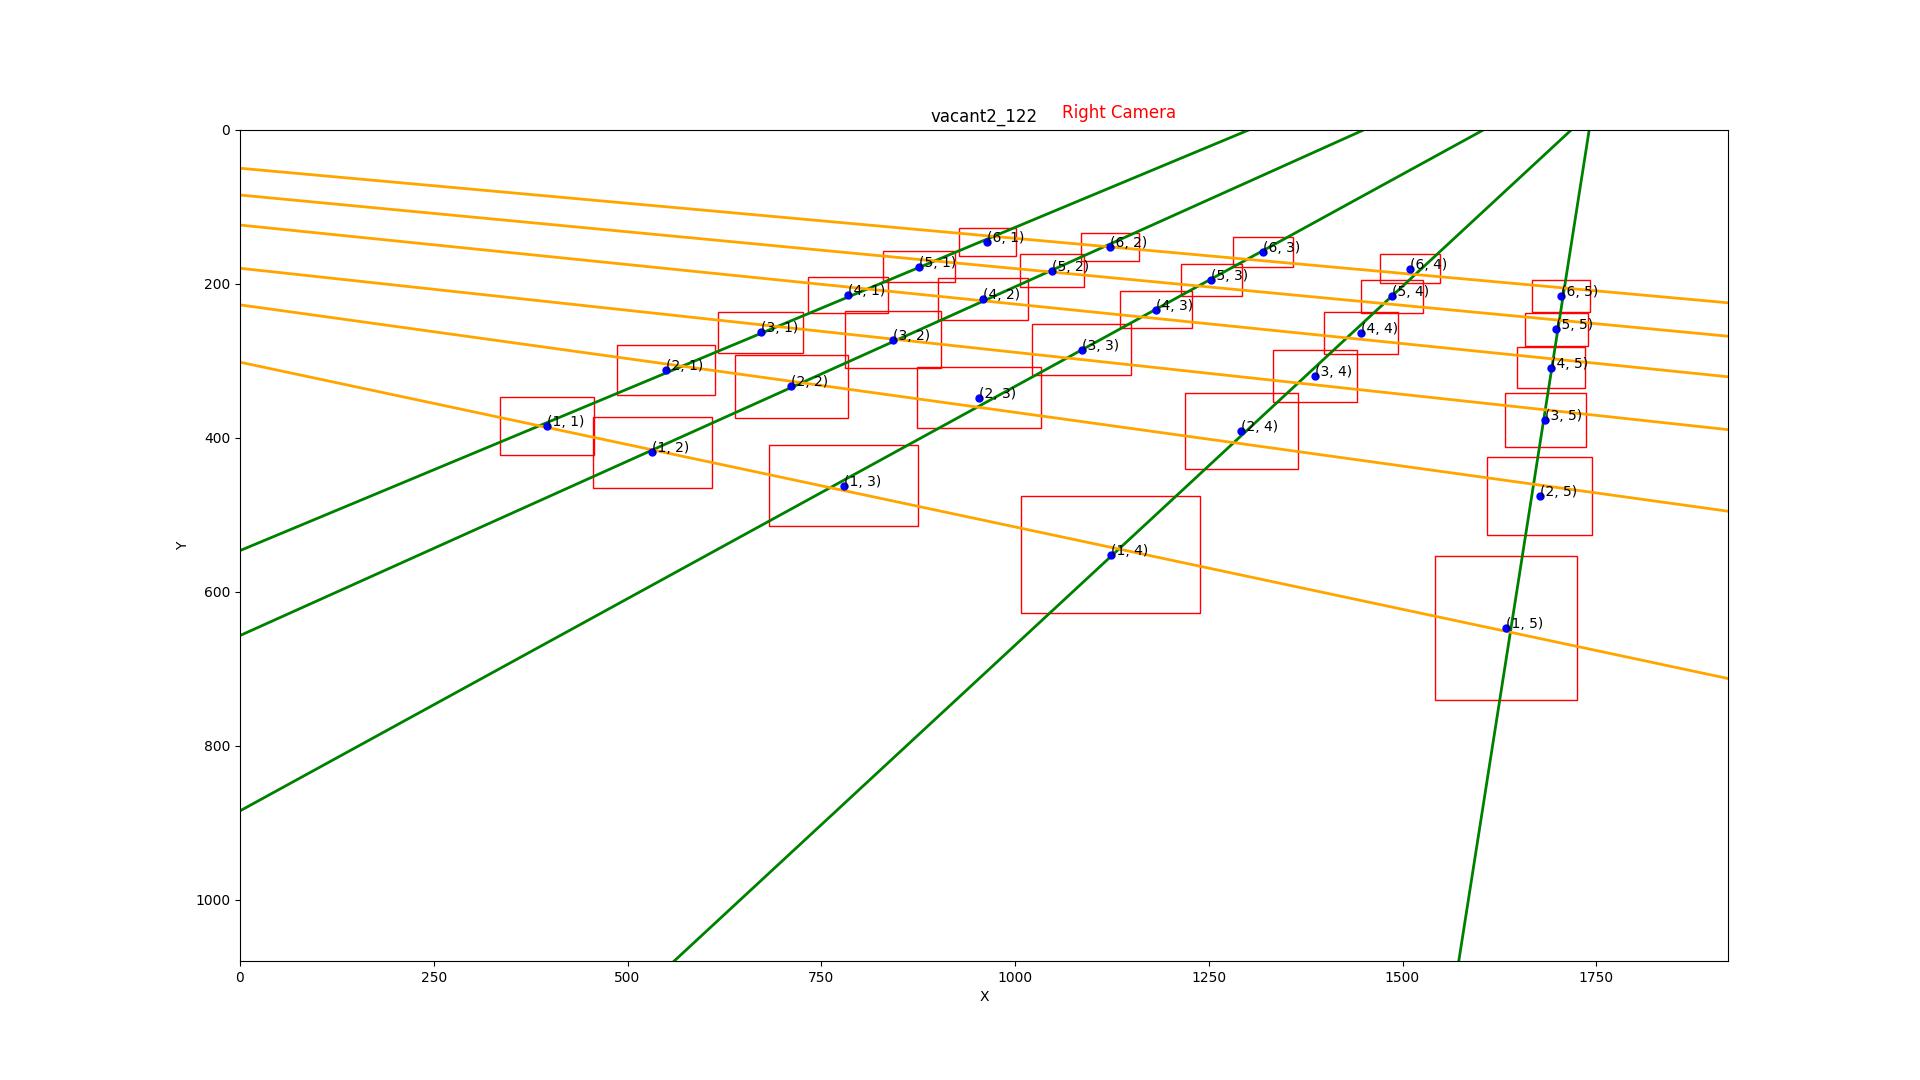 vacant2_122 Right Camera
0
200
400
600
800
1000
Y
(6, 1) (6, 2) (6, 3) (6, 4) (6, 5)
(5, 1) (5, 2) (5, 3) (5, 4) (5, 5)
(4, 1) (4, 2) (4, 3) (4, 4) (4, 5)
(3, 1) (3, 2) (3, 3) (3, 4) (3, 5)
(2, 1) (2, 2) (2, 3) (2, 4) (2, 5)
(1, 1) (1, 2) (1, 3) (1, 4) (1, 5)
0 250 500 750 1000 1250 1500 1750
X